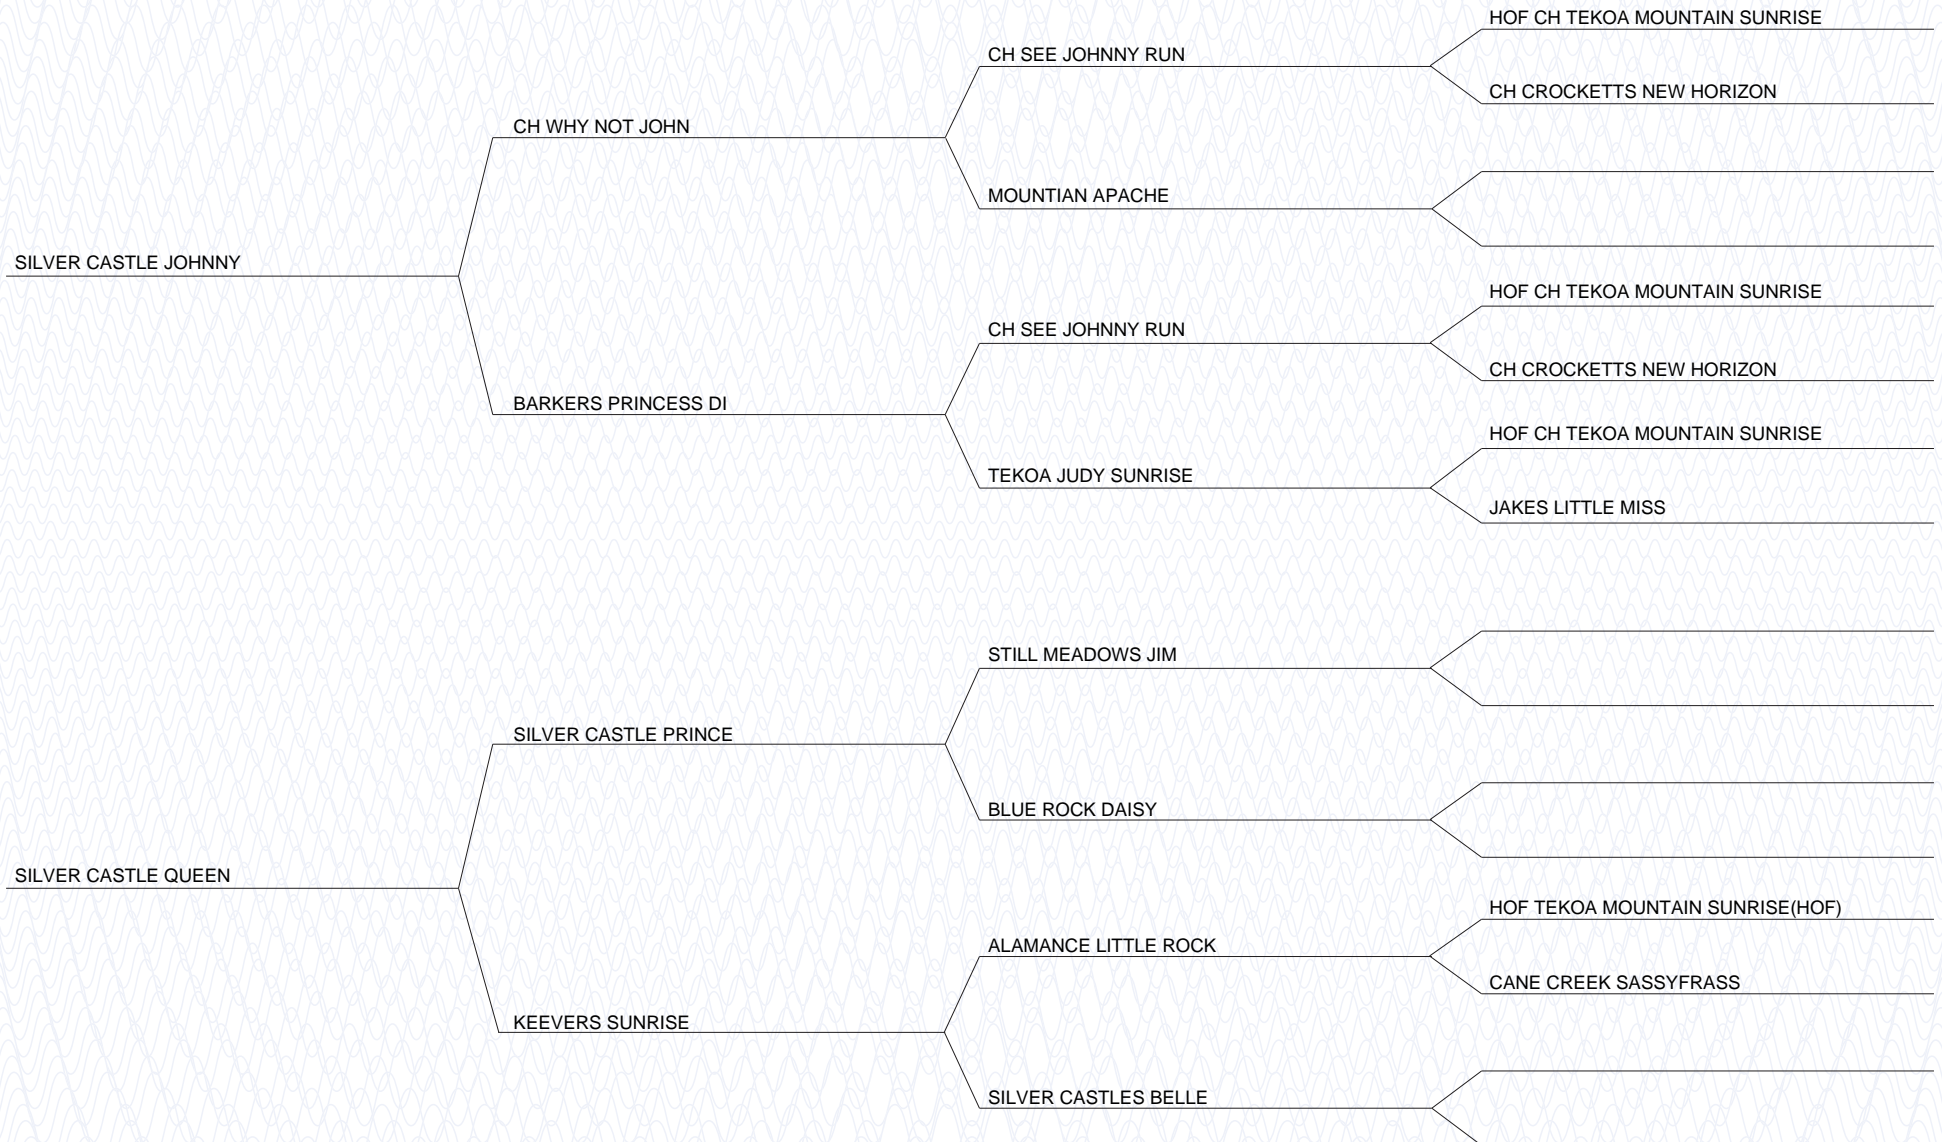 HOF CH TEKOA MOUNTAIN SUNRISE
CH SEE JOHNNY RUN
CH CROCKETTS NEW HORIZON
CH WHY NOT JOHN
MOUNTIAN APACHE
SILVER CASTLE JOHNNY
HOF CH TEKOA MOUNTAIN SUNRISE
CH SEE JOHNNY RUN
CH CROCKETTS NEW HORIZON
BARKERS PRINCESS DI
HOF CH TEKOA MOUNTAIN SUNRISE
TEKOA JUDY SUNRISE
JAKES LITTLE MISS
STILL MEADOWS JIM
SILVER CASTLE PRINCE
BLUE ROCK DAISY
SILVER CASTLE QUEEN
HOF TEKOA MOUNTAIN SUNRISE(HOF)
ALAMANCE LITTLE ROCK
CANE CREEK SASSYFRASS
KEEVERS SUNRISE
SILVER CASTLES BELLE